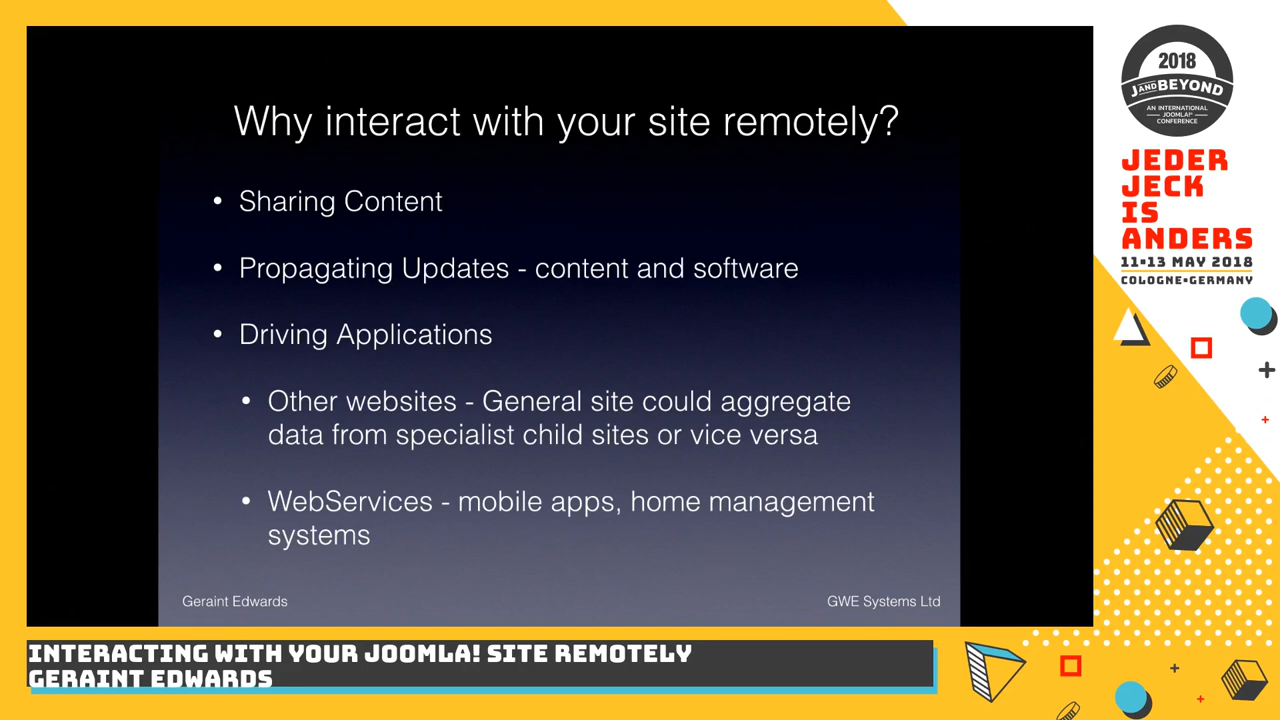 Why interact with your site remotely?
• Sharing Content
• Propagating Updates - content and software
• Driving Applications
• Other websites - General site could aggregate
data from specialist child sites or vice versa
• WebServices - mobile apps, home management
systems
Geraint Edwards
GWE Systems Ltd
2018
J AND BEYOND
AN INTERNATIONAL
JOOMLA!®
CONFERENCE
JEDER
JECK
IS
ANDERS
11-13 MAY 2018
COLOGNE•GERMANY
INTERACTING WITH YOUR JOOMLA! SITE REMOTELY
GERAINT EDWARDS